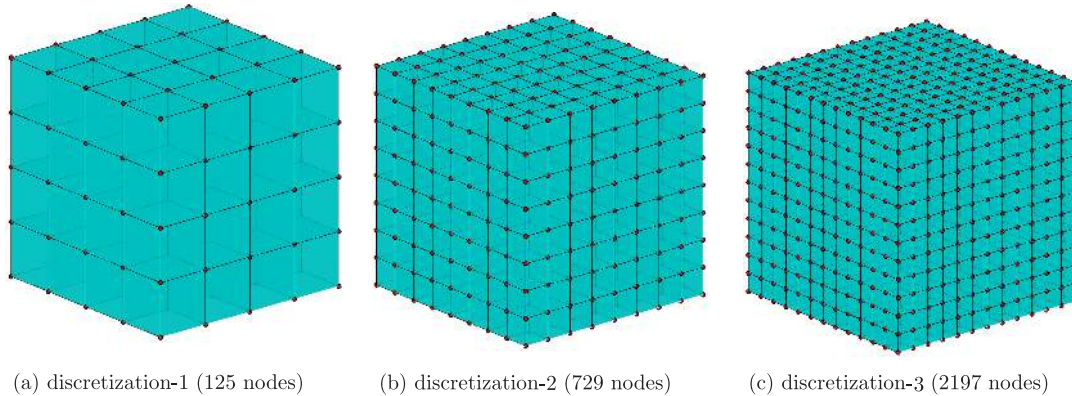 (a) discretization-1 (125 nodes)
(b) discretization-2 (729 nodes)
(c) discretization-3 (2197 nodes)